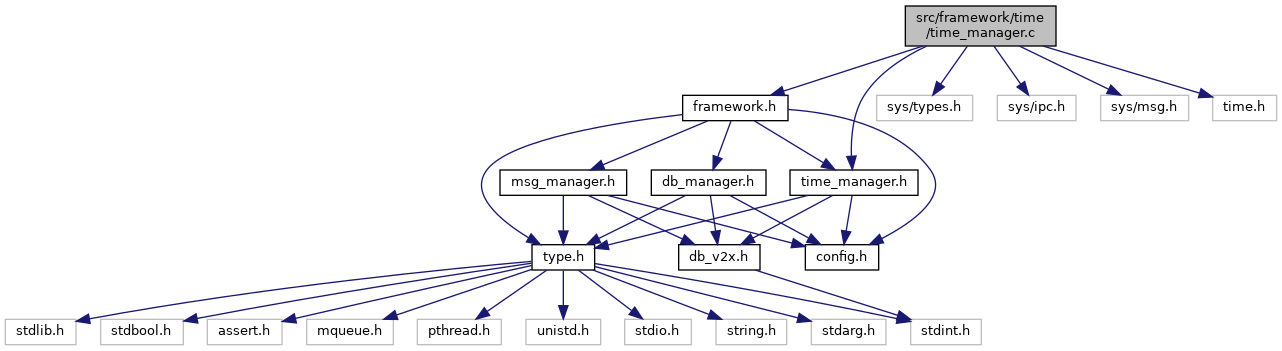 src/framework/time
/time_manager.c
framework.h
sys/types.h
sys/ipc.h
sys/msg.h
time.h
msg_manager.h
db_manager.h
time_manager.h
type.h
db_v2x.h
config.h
stdlib.h
stdbool.h
assert.h
mqueue.h
pthread.h
unistd.h
stdio.h
string.h
stdarg.h
stdint.h